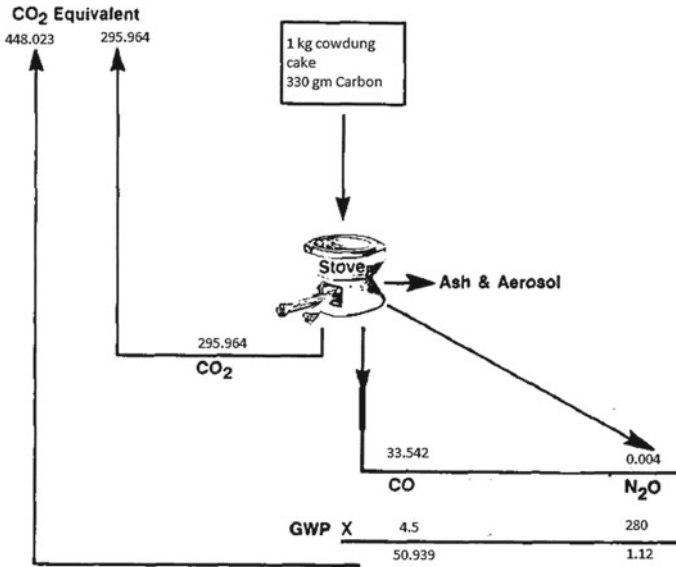 CO2 Equivalent
448.023 295.964
1 kg cowdung
cake
330 gm Carbon
Stove
Ash & Aerosol
295.964
CO2
33.542 0.004
CO N2O
GWP X 4.5 280
50.939 1.12